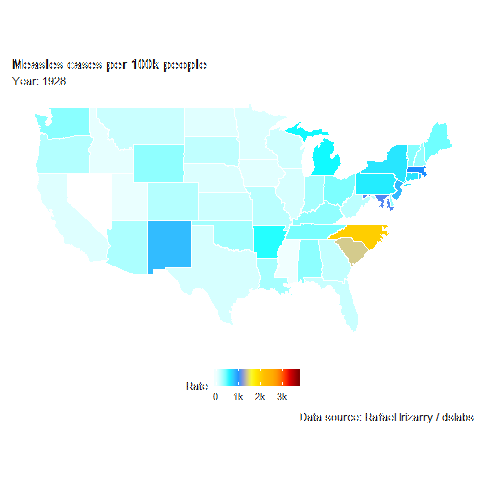 Measles cases per 100k people
Year: 1928
Rate
0 1k 2k 3k
Data source: Rafael Irizarry / dslabs